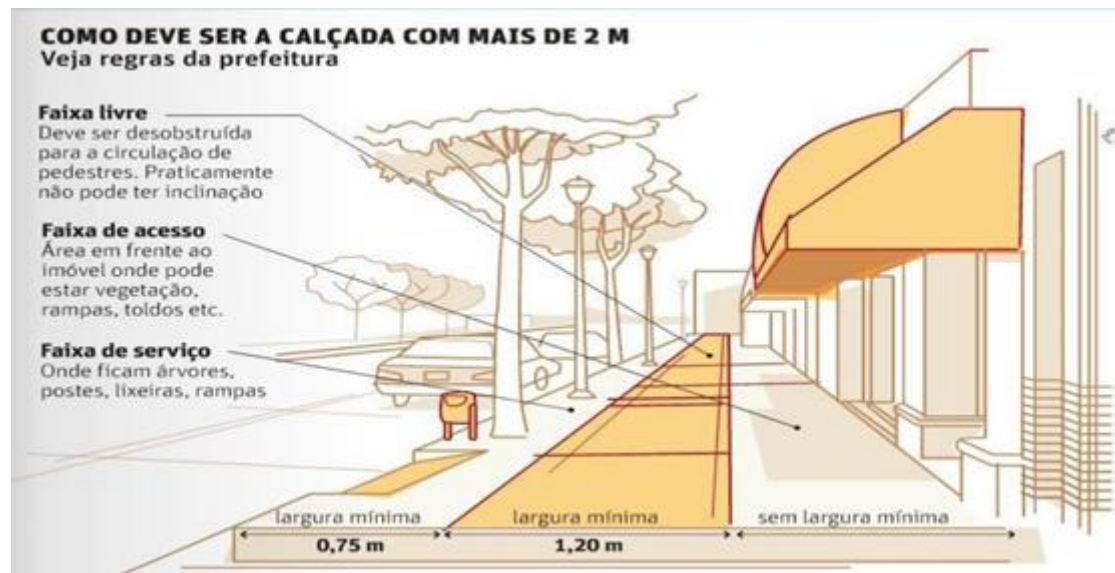 COMO DEVE SER A CALÇADA COM MAIS DE 2 M
Veja regras da prefeitura
Faixa livre
Deve ser desobstruída
para a circulação de
pedestres. Praticamente
não pode ter inclinação
Faixa de acesso
Área em frente ao
imóvel onde pode
estar vegetação,
rampas, toldos etc.
Faixa de serviço
Onde ficam árvores,
postes, lixeiras, rampas
largura mínima
0,75 m
largura mínima
1,20 m
sem largura mínima